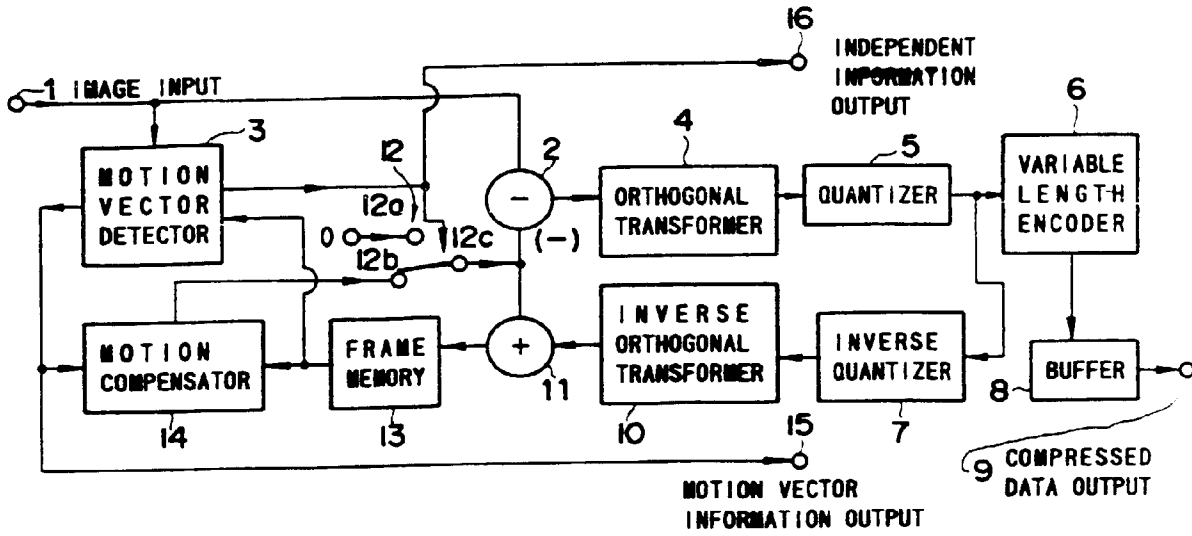 16
INDEPENDENT
INFORMATION
OUTPUT
1 IMAGE INPUT
3
MOTION
VECTOR
DETECTOR
12
12a
0
12b
12c
2
-
(-)
4
ORTHOGONAL
TRANSFORMER
5
QUANTIZER
6
VARIABLE
LENGTH
ENCODER
MOTION
COMPENSATOR
14
FRAME
MEMORY
13
+
11
INVERSE
ORTHOGONAL
TRANSFORMER
10
INVERSE
QUANTIZER
7
BUFFER
8
15
MOTION VECTOR
INFORMATION OUTPUT
9 COMPRESSED
DATA OUTPUT